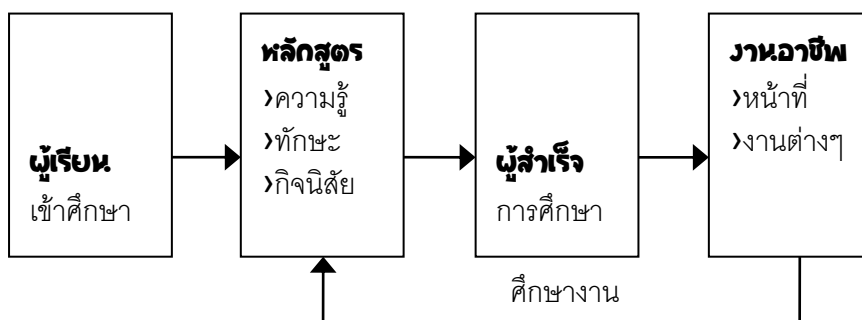 ผู้เรียน
เข้าศึกษา
หลักสูตร
›ความรู้
›ทักษะ
›กิจนิสัย
ผู้สำเร็จ
การศึกษา
งานอาชีพ
›หน้าที่
›งานต่างๆ
ศึกษางาน